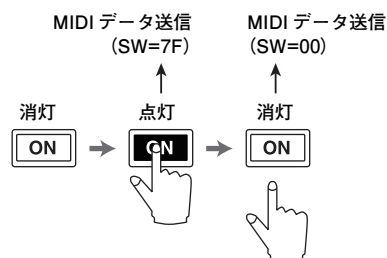 MIDI データ送信
（SW=7F）
MIDI データ送信
（SW=00）
消灯
点灯
消灯
ON
ON
ON